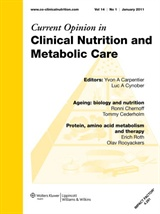 www.co-clinicalnutrition.com
Vol 14
No 1
January 2011
Current Opinion in
Clinical Nutrition and
Metabolic Care
Editors: Yvon A Carpentier
Luc A Cynober
Ageing: biology and nutrition
Ronni Chernoff
Tommy Cederholm
Protein, amino acid metabolism
and therapy
Erich Roth
Olav Rooyackers
Wolters Kluwer
Lippincott
Williams & Wilkins
IMPACT FACTOR